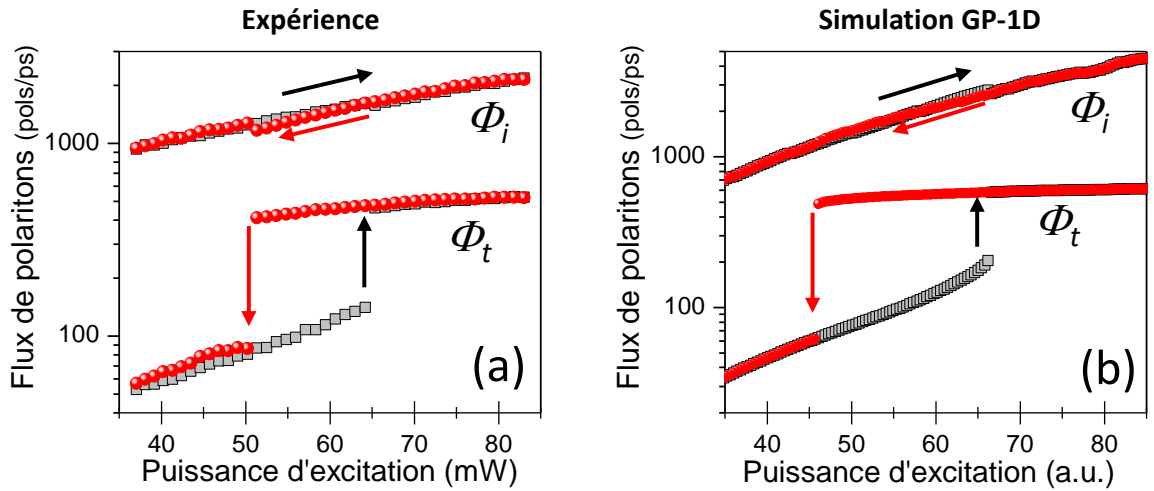 Expérience
Flux de polaritons (pols/ps)
1000
100
Φi
Φt
(a)
40 50 60 70 80
Puissance d'excitation (mW)
Simulation GP-1D
Flux de polaritons (pols/ps)
1000
100
Φi
Φt
(b)
40 50 60 70 80
Puissance d'excitation (a.u.)